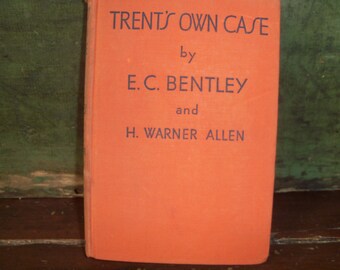 TRENT'S OWN CASE
by
E. C. BENTLEY
and
H. WARNER ALLEN